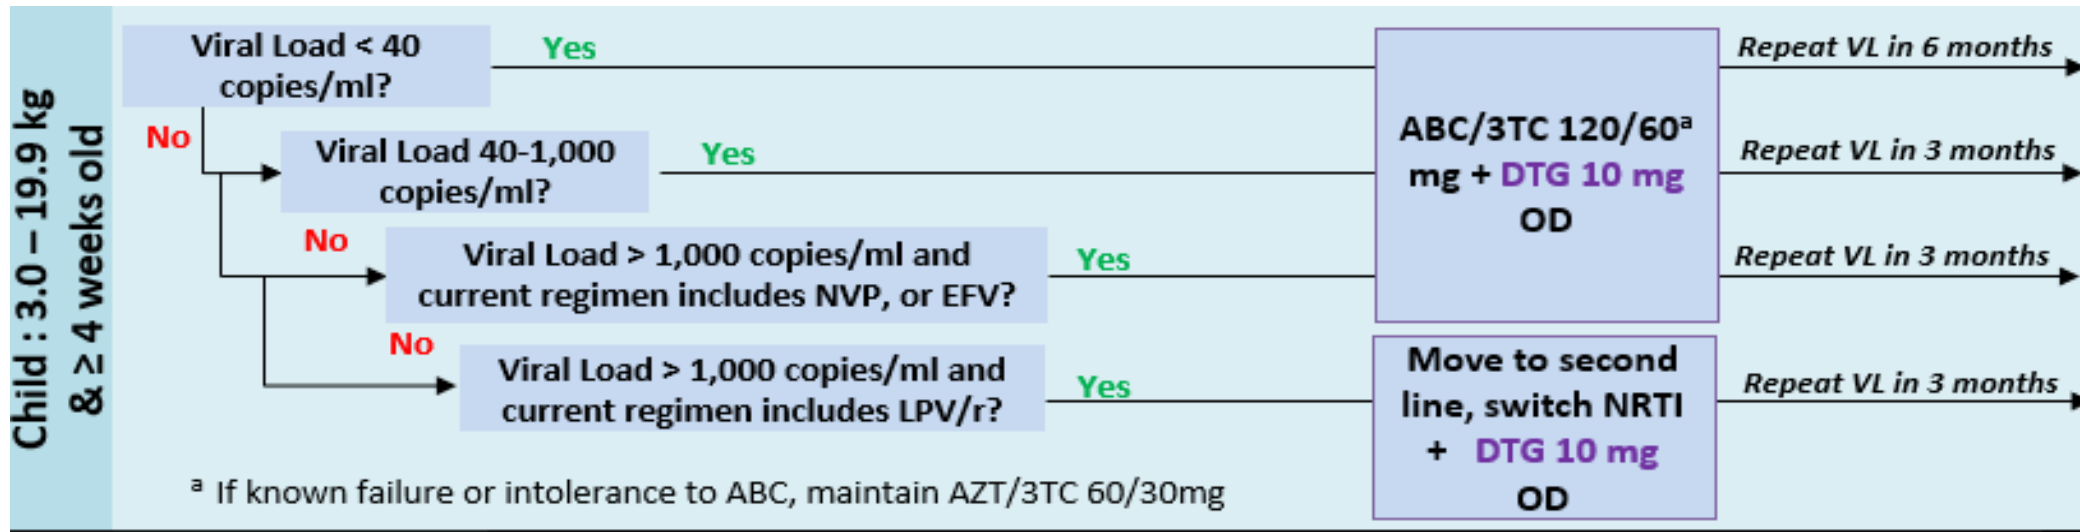 Child : 3.0 – 19.9 kg
& ≥ 4 weeks old
Viral Load < 40
copies/ml?
Yes
No
Viral Load 40-1,000
copies/ml?
Yes
No
Viral Load > 1,000 copies/ml and
current regimen includes NVP, or EFV?
Yes
No
Viral Load > 1,000 copies/ml and
current regimen includes LPV/r?
Yes
ABC/3TC 120/60ᵃ
mg + DTG 10 mg
OD
Move to second
line, switch NRTI
+ DTG 10 mg
OD
Repeat VL in 6 months
Repeat VL in 3 months
Repeat VL in 3 months
Repeat VL in 3 months
ᵃ If known failure or intolerance to ABC, maintain AZT/3TC 60/30mg